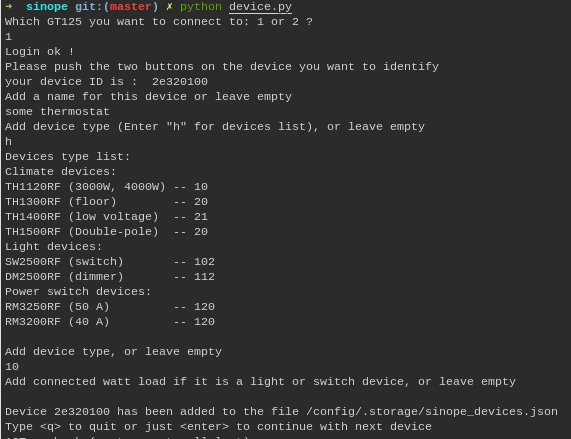 ➜  sinope git:(master) ✗ python device.py
Which GT125 you want to connect to: 1 or 2 ?
1
Login ok !
Please push the two buttons on the device you want to identify
your device ID is :  2e320100
Add a name for this device or leave empty
some thermostat
Add device type (Enter "h" for devices list), or leave empty
h
Devices type list:
Climate devices:
TH1120RF (3000W, 4000W) -- 10
TH1300RF (floor)        -- 20
TH1400RF (low voltage)  -- 21
TH1500RF (Double-pole)  -- 20
Light devices:
SW2500RF (switch)       -- 102
DM2500RF (dimmer)       -- 112
Power switch devices:
RM3250RF (50 A)         -- 120
RM3200RF (40 A)         -- 120
Add device type, or leave empty
10
Add connected watt load if it is a light or switch device, or leave empty
Device 2e320100 has been added to the file /config/.storage/sinope_devices.json
Type <q> to quit or just <enter> to continue with next device